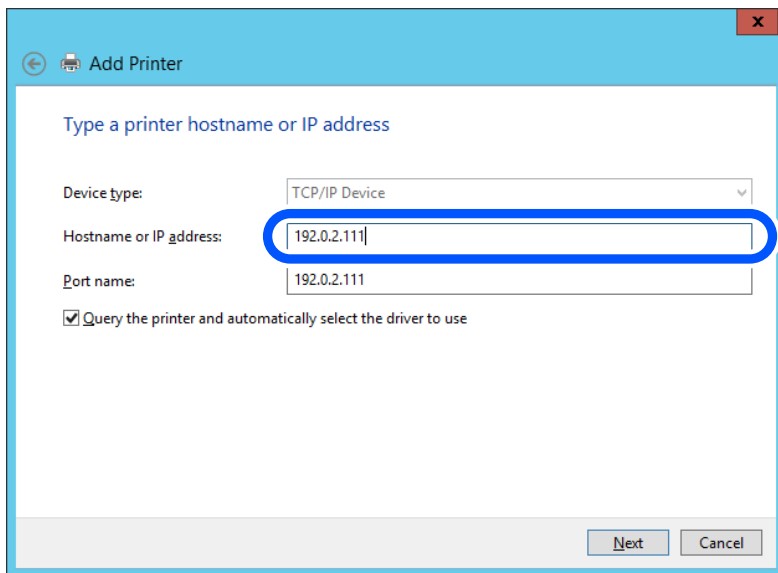 x
Add Printer
Type a printer hostname or IP address
Device type: TCP/IP Device
Hostname or IP address: 192.0.2.111
Port name: 192.0.2.111
Query the printer and automatically select the driver to use
Next Cancel